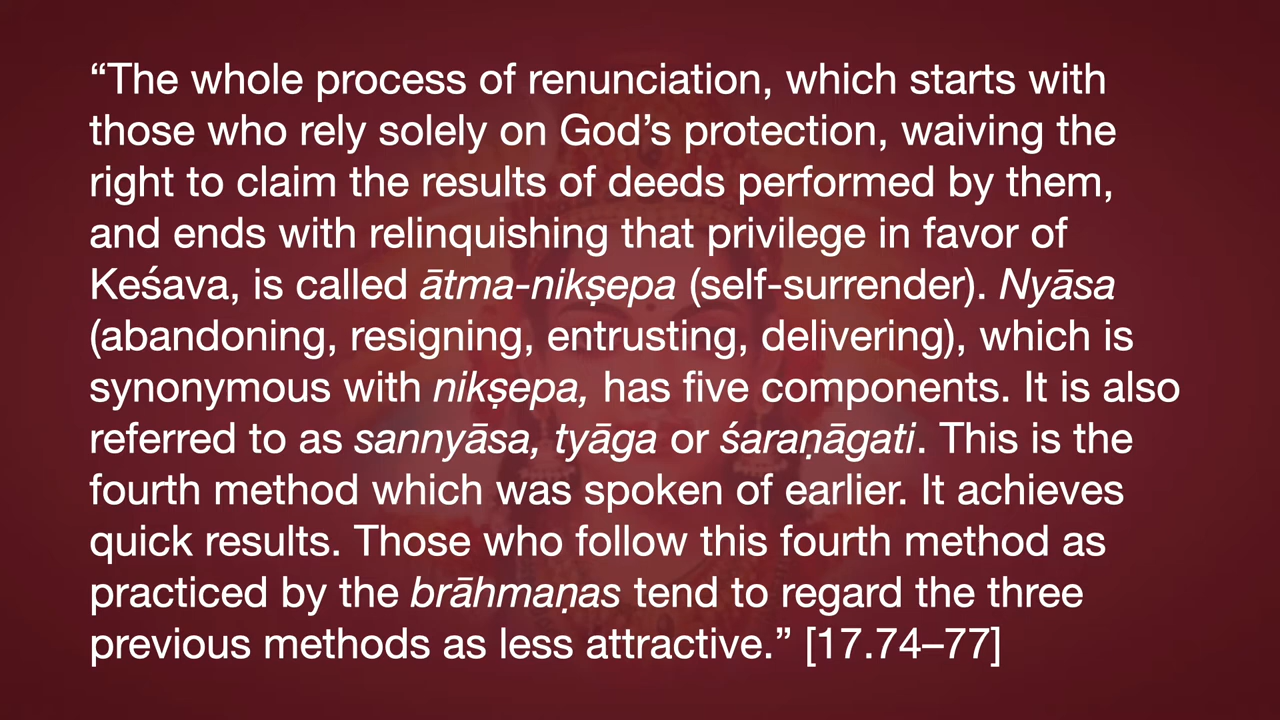 “The whole process of renunciation, which starts with
those who rely solely on God’s protection, waiving the
right to claim the results of deeds performed by them,
and ends with relinquishing that privilege in favor of
Keśava, is called ātma-nikṣepa (self-surrender). Nyāsa
(abandoning, resigning, entrusting, delivering), which is
synonymous with nikṣepa, has five components. It is also
referred to as sannyāsa, tyāga or śaraṇāgati. This is the
fourth method which was spoken of earlier. It achieves
quick results. Those who follow this fourth method as
practiced by the brāhmaṇas tend to regard the three
previous methods as less attractive.” [17.74–77]